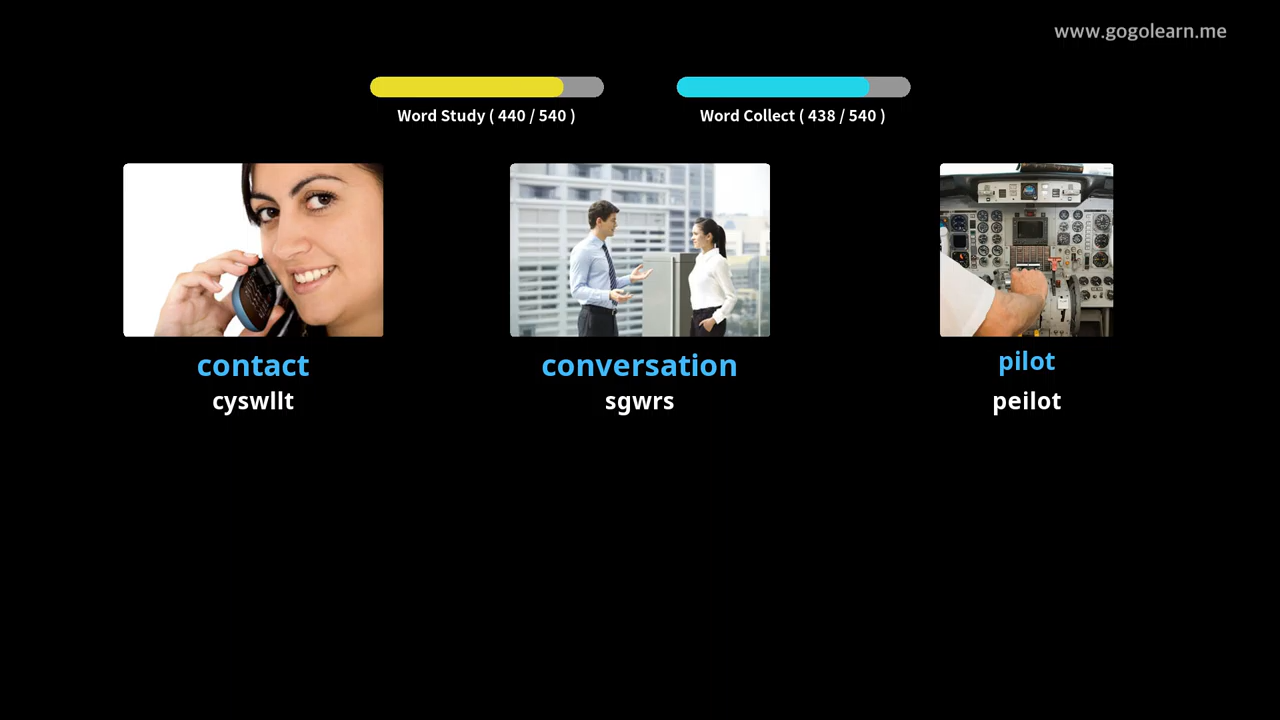 www.gogolearn.me
Word Study ( 440 / 540 )
Word Collect ( 438 / 540 )
contact
conversation
pilot
cyswllt
sgwrs
peilot